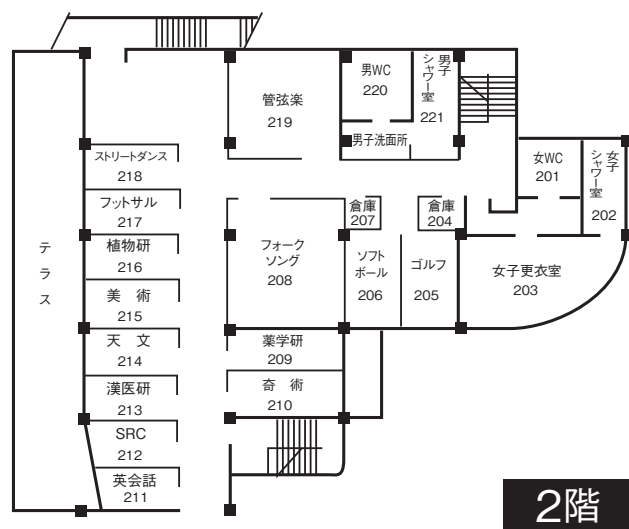 管弦楽
219
男WC
220
男子
シャワー室
221
男子洗面所
ストリートダンス
218
フットサル
217
植物研
216
美 術
215
天 文
214
漢医研
213
SRC
212
英会話
211
テラス
フォーク
ソング
208
薬学研
209
奇 術
210
倉庫
207
倉庫
204
ソフト
ボール
206
ゴルフ
205
女WC
201
女子
シャワー室
202
女子更衣室
203
2階